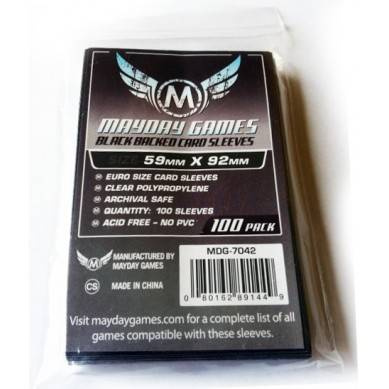 M
MAYDAY GAMES
BLACK BACKED CARD SLEEVES
SIZE 59MM X 92MM
EURO SIZE CARD SLEEVES
CLEAR POLYPROPYLENE
ARCHIVAL SAFE
QUANTITY: 100 SLEEVES
ACID FREE – NO PVC
100 PACK
M
MANUFACTURED BY
MAYDAY GAMES
CS
MADE IN CHINA
MDG-7042
0 80162 89144 9
Visit maydaygames.com for a complete list of all
games compatible with these sleeves.